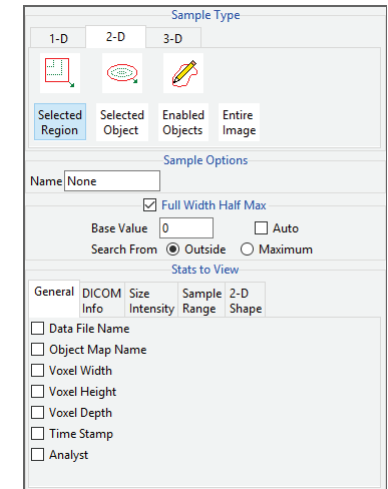 Sample Type
1-D 2-D 3-D
Selected Region Selected Object Enabled Objects Entire Image
Sample Options
Name None
Full Width Half Max
Base Value 0 Auto
Search From Outside Maximum
Stats to View
General DICOM Info Size Intensity Sample Range 2-D Shape
Data File Name
Object Map Name
Voxel Width
Voxel Height
Voxel Depth
Time Stamp
Analyst